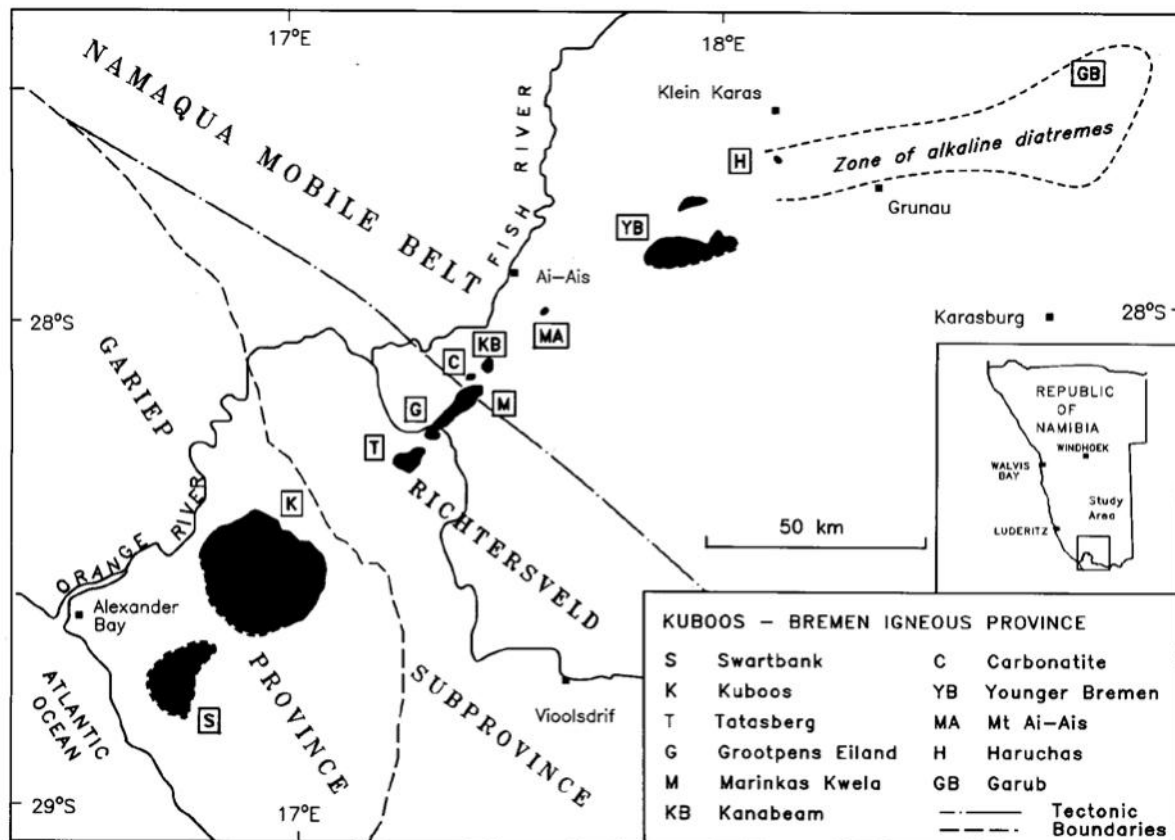 17°E
18°E
NAMAQUA MOBILE BELT
FISH RIVER
Klein Karas
GB
H
Zone of alkaline diatremes
Grunau
YB
Ai-Ais
28°S
28°S
Karasburg
MA
KB
C
M
G
T
GARIEP
PROVINCE
RICHTERSVELD
SUBPROVINCE
K
ORANGE RIVER
50 km
Alexander
Bay
S
ATLANTIC
OCEAN
Vioolsdrif
29°S
17°E
REPUBLIC
OF
NAMIBIA
WINDHOEK
WALVIS
BAY
Study
Area
LUDERITZ
KUBOOS - BREMEN IGNEOUS PROVINCE
S Swartbank
K Kuboos
T Tatasberg
G Grootpens Eiland
M Marinkas Kwela
KB Kanabeam
C Carbonatite
YB Younger Bremen
MA Mt Ai-Ais
H Haruchas
GB Garub
Tectonic
Boundaries